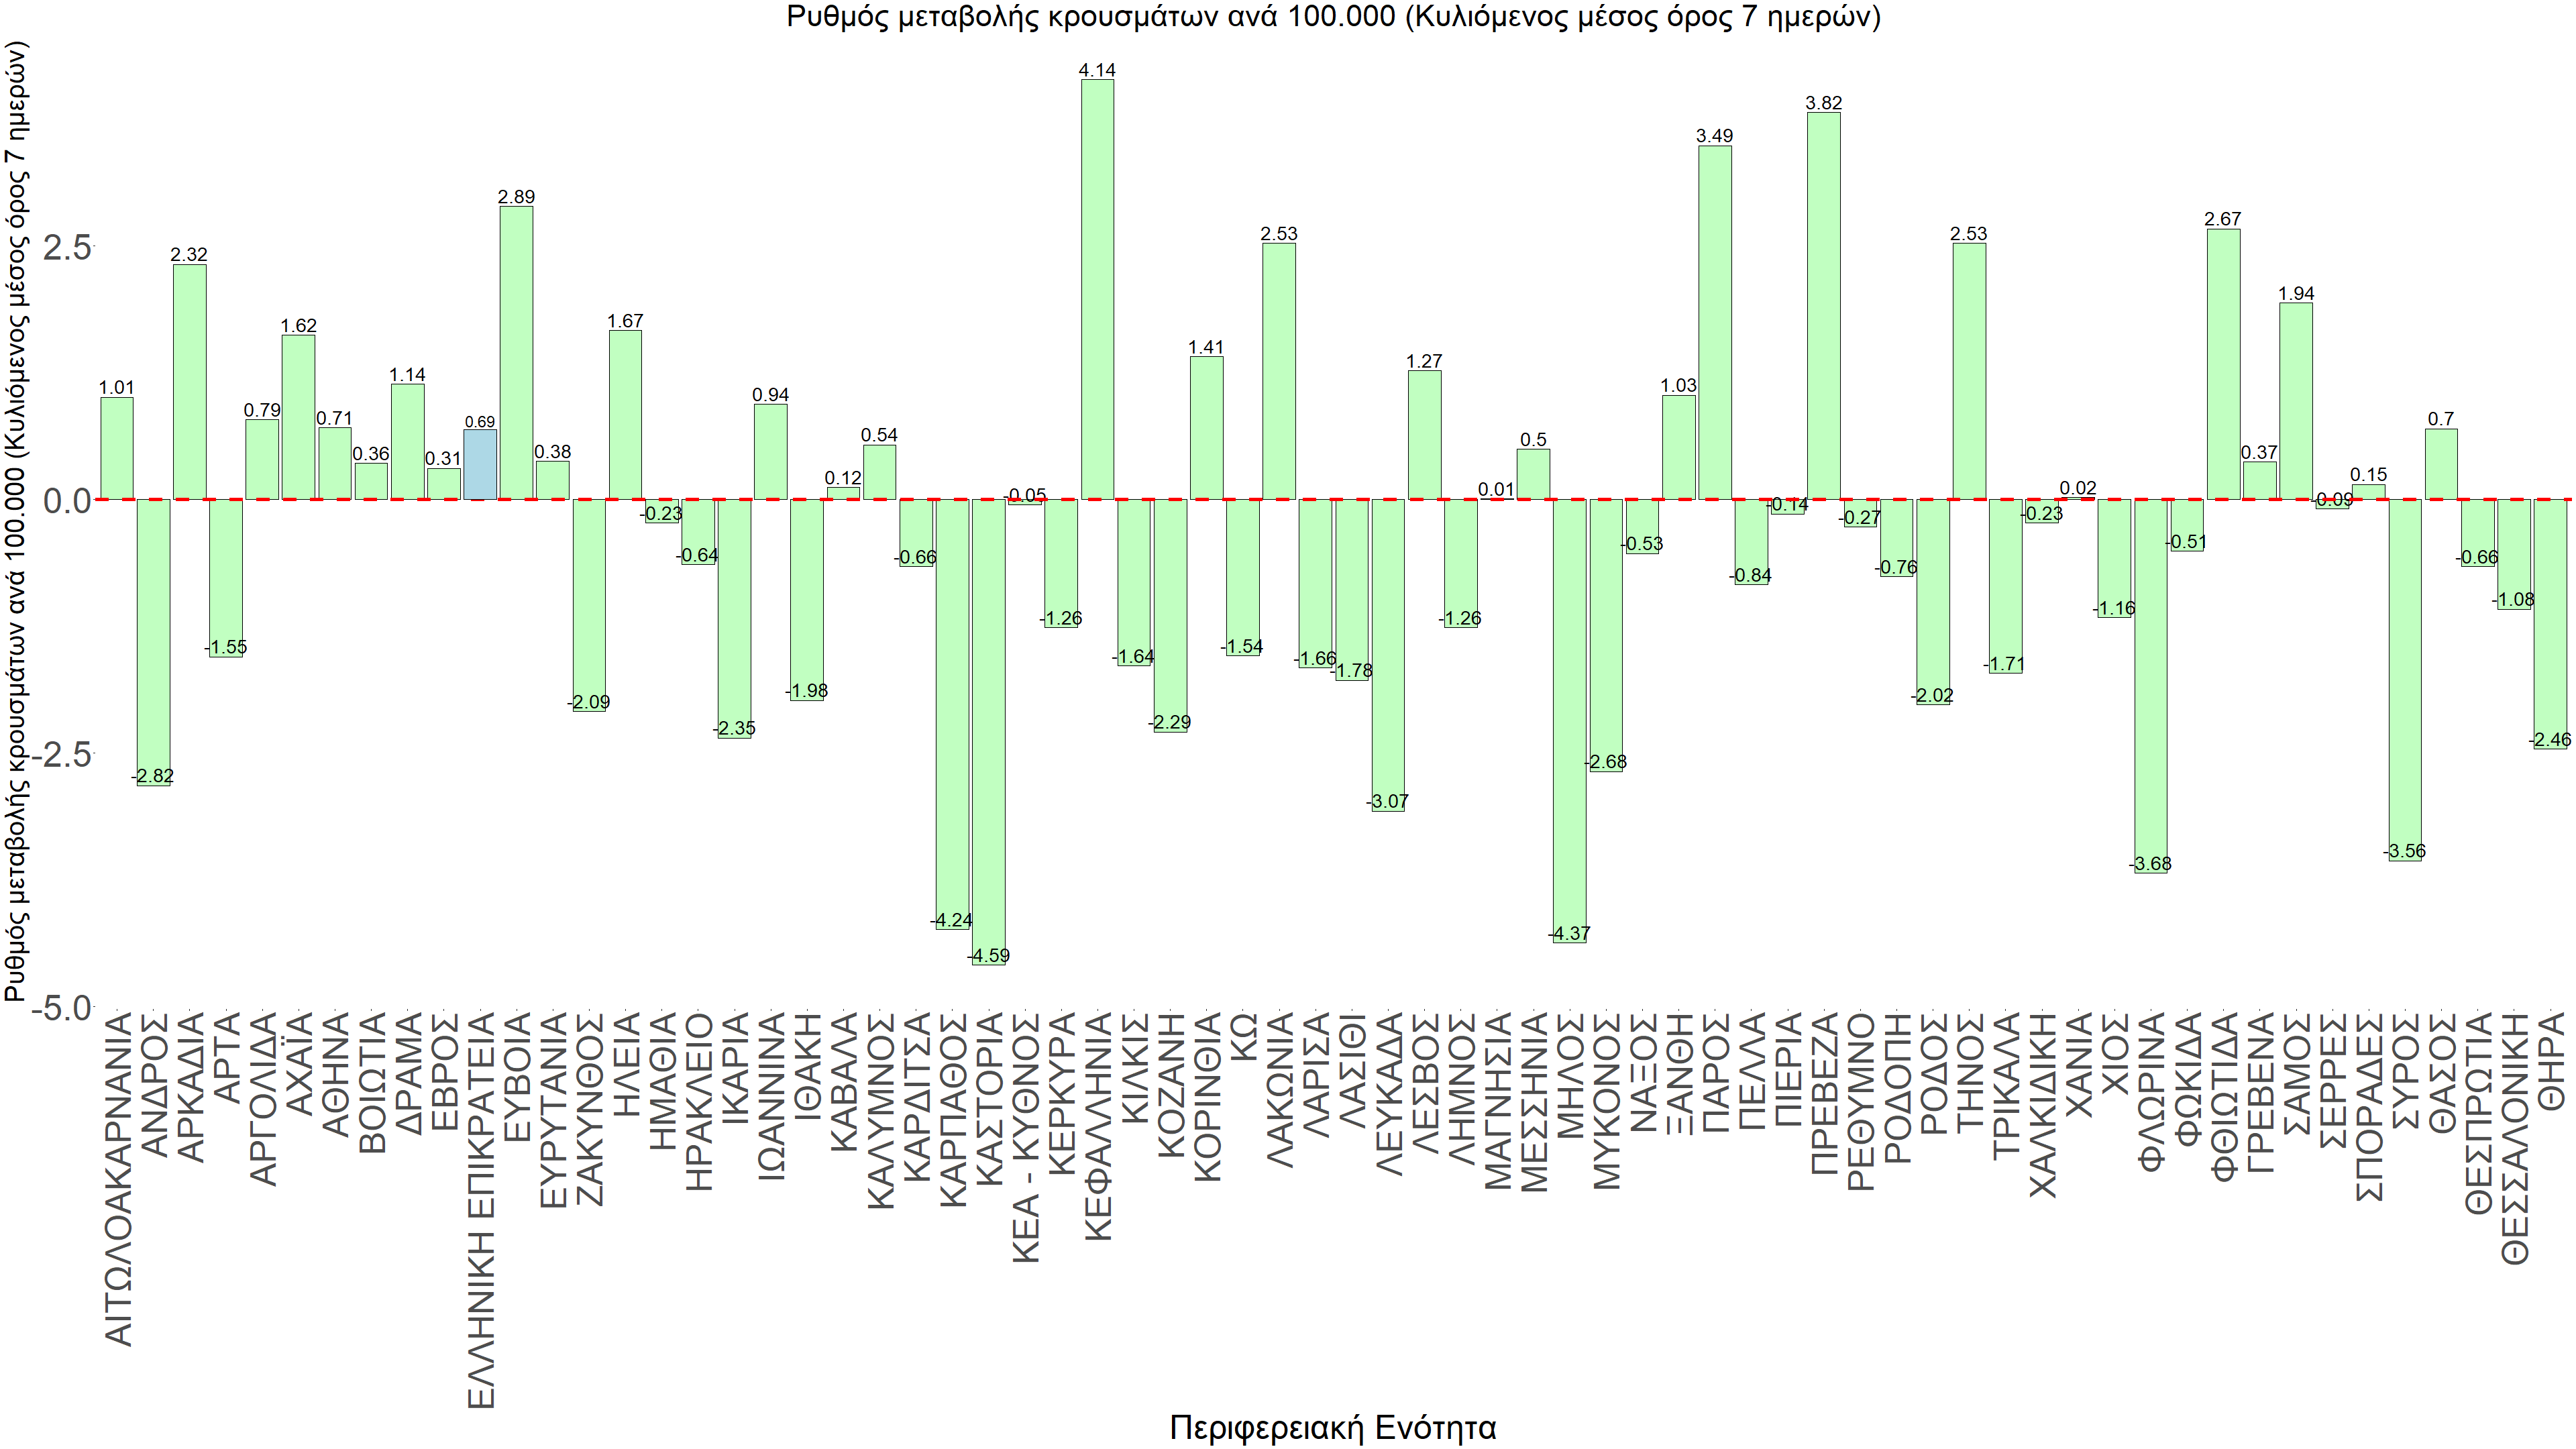 Ρυθμός μεταβολής κρουσμάτων ανά 100.000 (Κυλιόμενος μέσος όρος 7 ημερών)
Ρυθμός μεταβολής κρουσμάτων ανά 100.000 (Κυλιόμενος μέσος όρος 7 ημερών)
2.5
0.0
-2.5
-5.0
1.01
-2.82
2.32
-1.55
0.79
1.62
0.71
0.36
1.14
0.31
0.69
2.89
0.38
-2.09
1.67
-0.23
-0.64
-2.35
0.94
-1.98
0.12
0.54
-0.66
-4.24
-4.59
-0.05
-1.26
4.14
-1.64
-2.29
1.41
-1.54
2.53
-1.66
-1.78
-3.07
1.27
-1.26
0.01
0.5
-4.37
-2.68
-0.53
1.03
3.49
-0.84
-0.14
3.82
-0.27
-0.76
-2.02
2.53
-1.71
-0.23
0.02
-1.16
-3.68
-0.51
2.67
0.37
1.94
-0.09
0.15
-3.56
0.7
-0.66
-1.08
-2.46
ΑΙΤΩΛΟΑΚΑΡΝΑΝΙΑ
ΑΝΔΡΟΣ
ΑΡΚΑΔΙΑ
ΑΡΤΑ
ΑΡΓΟΛΙΔΑ
ΑΧΑΪΑ
ΑΘΗΝΑ
ΒΟΙΩΤΙΑ
ΔΡΑΜΑ
ΕΒΡΟΣ
ΕΛΛΗΝΙΚΗ ΕΠΙΚΡΑΤΕΙΑ
ΕΥΒΟΙΑ
ΕΥΡΥΤΑΝΙΑ
ΖΑΚΥΝΘΟΣ
ΗΛΕΙΑ
ΗΜΑΘΙΑ
ΗΡΑΚΛΕΙΟ
ΙΚΑΡΙΑ
ΙΩΑΝΝΙΝΑ
ΙΘΑΚΗ
ΚΑΒΑΛΑ
ΚΑΛΥΜΝΟΣ
ΚΑΡΔΙΤΣΑ
ΚΑΡΠΑΘΟΣ
ΚΑΣΤΟΡΙΑ
ΚΕΑ - ΚΥΘΝΟΣ
ΚΕΡΚΥΡΑ
ΚΕΦΑΛΛΗΝΙΑ
ΚΙΛΚΙΣ
ΚΟΖΑΝΗ
ΚΟΡΙΝΘΙΑ
ΚΩ
ΛΑΚΩΝΙΑ
ΛΑΡΙΣΑ
ΛΑΣΙΘΙ
ΛΕΥΚΑΔΑ
ΛΕΣΒΟΣ
ΛΗΜΝΟΣ
ΜΑΓΝΗΣΙΑ
ΜΕΣΣΗΝΙΑ
ΜΗΛΟΣ
ΜΥΚΟΝΟΣ
ΝΑΞΟΣ
ΞΑΝΘΗ
ΠΑΡΟΣ
ΠΕΛΛΑ
ΠΙΕΡΙΑ
ΠΡΕΒΕΖΑ
ΡΕΘΥΜΝΟ
ΡΟΔΟΠΗ
ΡΟΔΟΣ
ΤΗΝΟΣ
ΤΡΙΚΑΛΑ
ΧΑΛΚΙΔΙΚΗ
ΧΑΝΙΑ
ΧΙΟΣ
ΦΛΩΡΙΝΑ
ΦΩΚΙΔΑ
ΦΘΙΩΤΙΔΑ
ΓΡΕΒΕΝΑ
ΣΑΜΟΣ
ΣΕΡΡΕΣ
ΣΠΟΡΑΔΕΣ
ΣΥΡΟΣ
ΘΑΣΟΣ
ΘΕΣΠΡΩΤΙΑ
ΘΕΣΣΑΛΟΝΙΚΗ
ΘΗΡΑ
Περιφερειακή Ενότητα